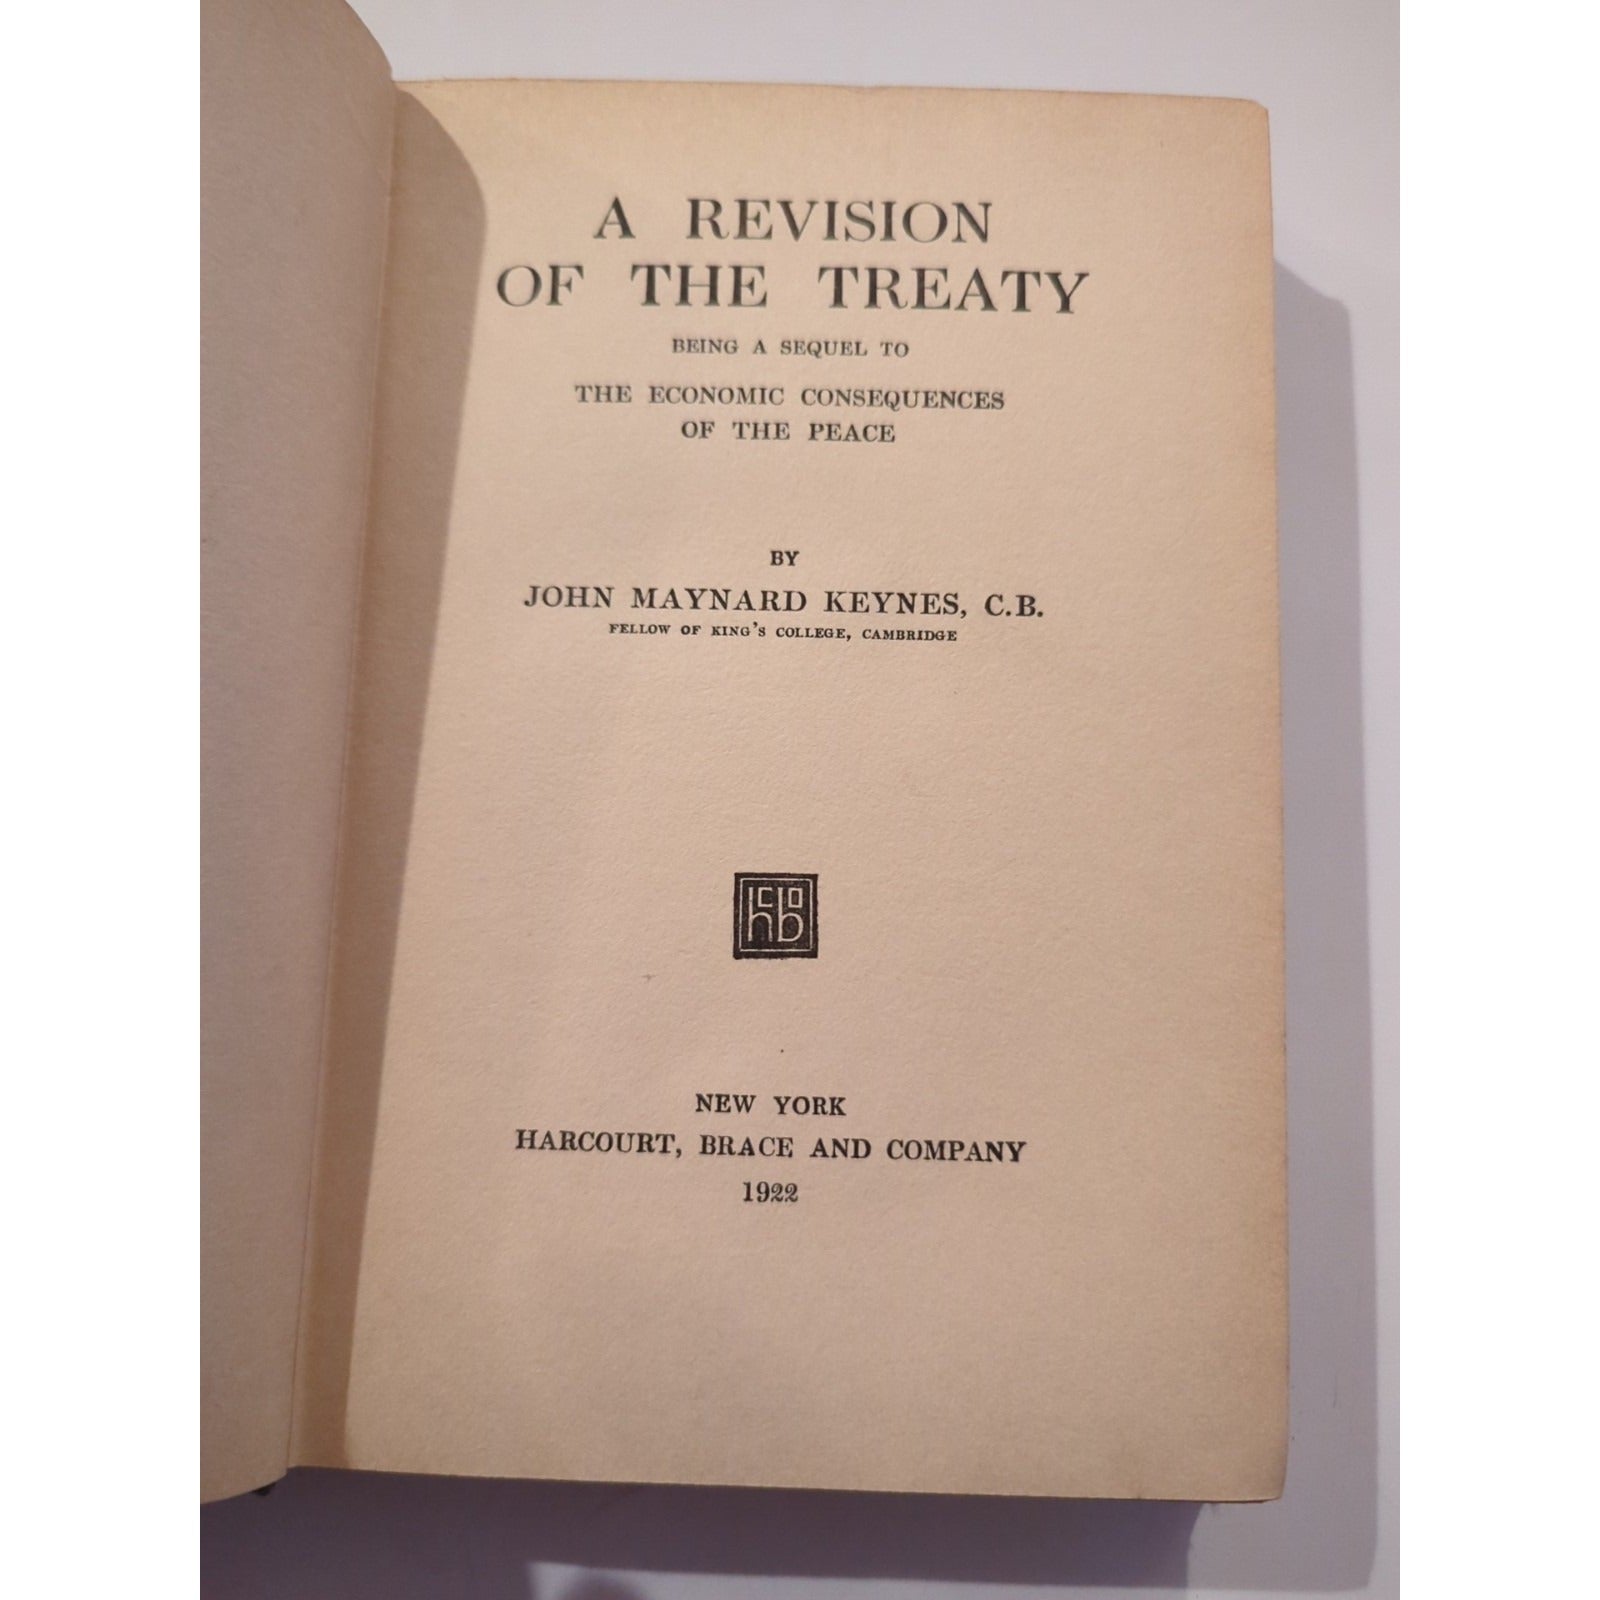 A REVISION
OF THE TREATY
BEING A SEQUEL TO
THE ECONOMIC CONSEQUENCES
OF THE PEACE
BY
JOHN MAYNARD KEYNES, C.B.
FELLOW OF KING'S COLLEGE, CAMBRIDGE
hcbo
NEW YORK
HARCOURT, BRACE AND COMPANY
1922